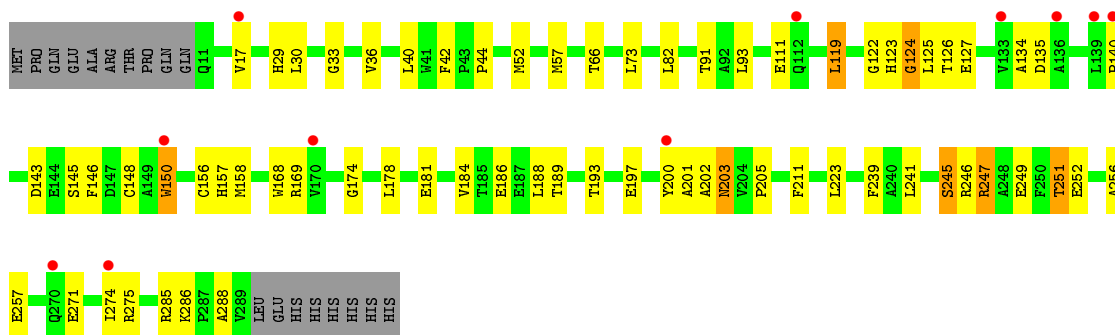 MET PRO GLN GLU ALA ARG THR PRO GLN GLN Q11 V17 H29 L30 G33 V36 L40 W41 F42 P43 P44 M52 M57 T66 L73 L82 T91 A92 L93 E111 Q112 L119 G122 H123 G124 L125 T126 E127 V133 A134 D135 A136 L139
D143 E144 S145 F146 D147 C148 A149 W150 C156 H157 M158 W168 R169 V170 G174 L178 E181 V184 T185 E186 E187 L188 T189 T193 E197 Y200 A201 A202 N203 V204 P205 F211 L223 F239 A240 L241 S245 R246 R247 A248 E249 F250 T251 E252 A256
E257 Q270 E271 I274 R275 R285 K286 P287 A288 V289 LEU GLU HIS HIS HIS HIS HIS HIS